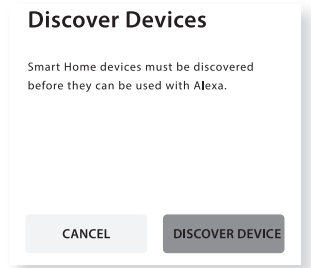 Discover Devices
Smart Home devices must be discovered
before they can be used with Alexa.
CANCEL DISCOVER DEVICE